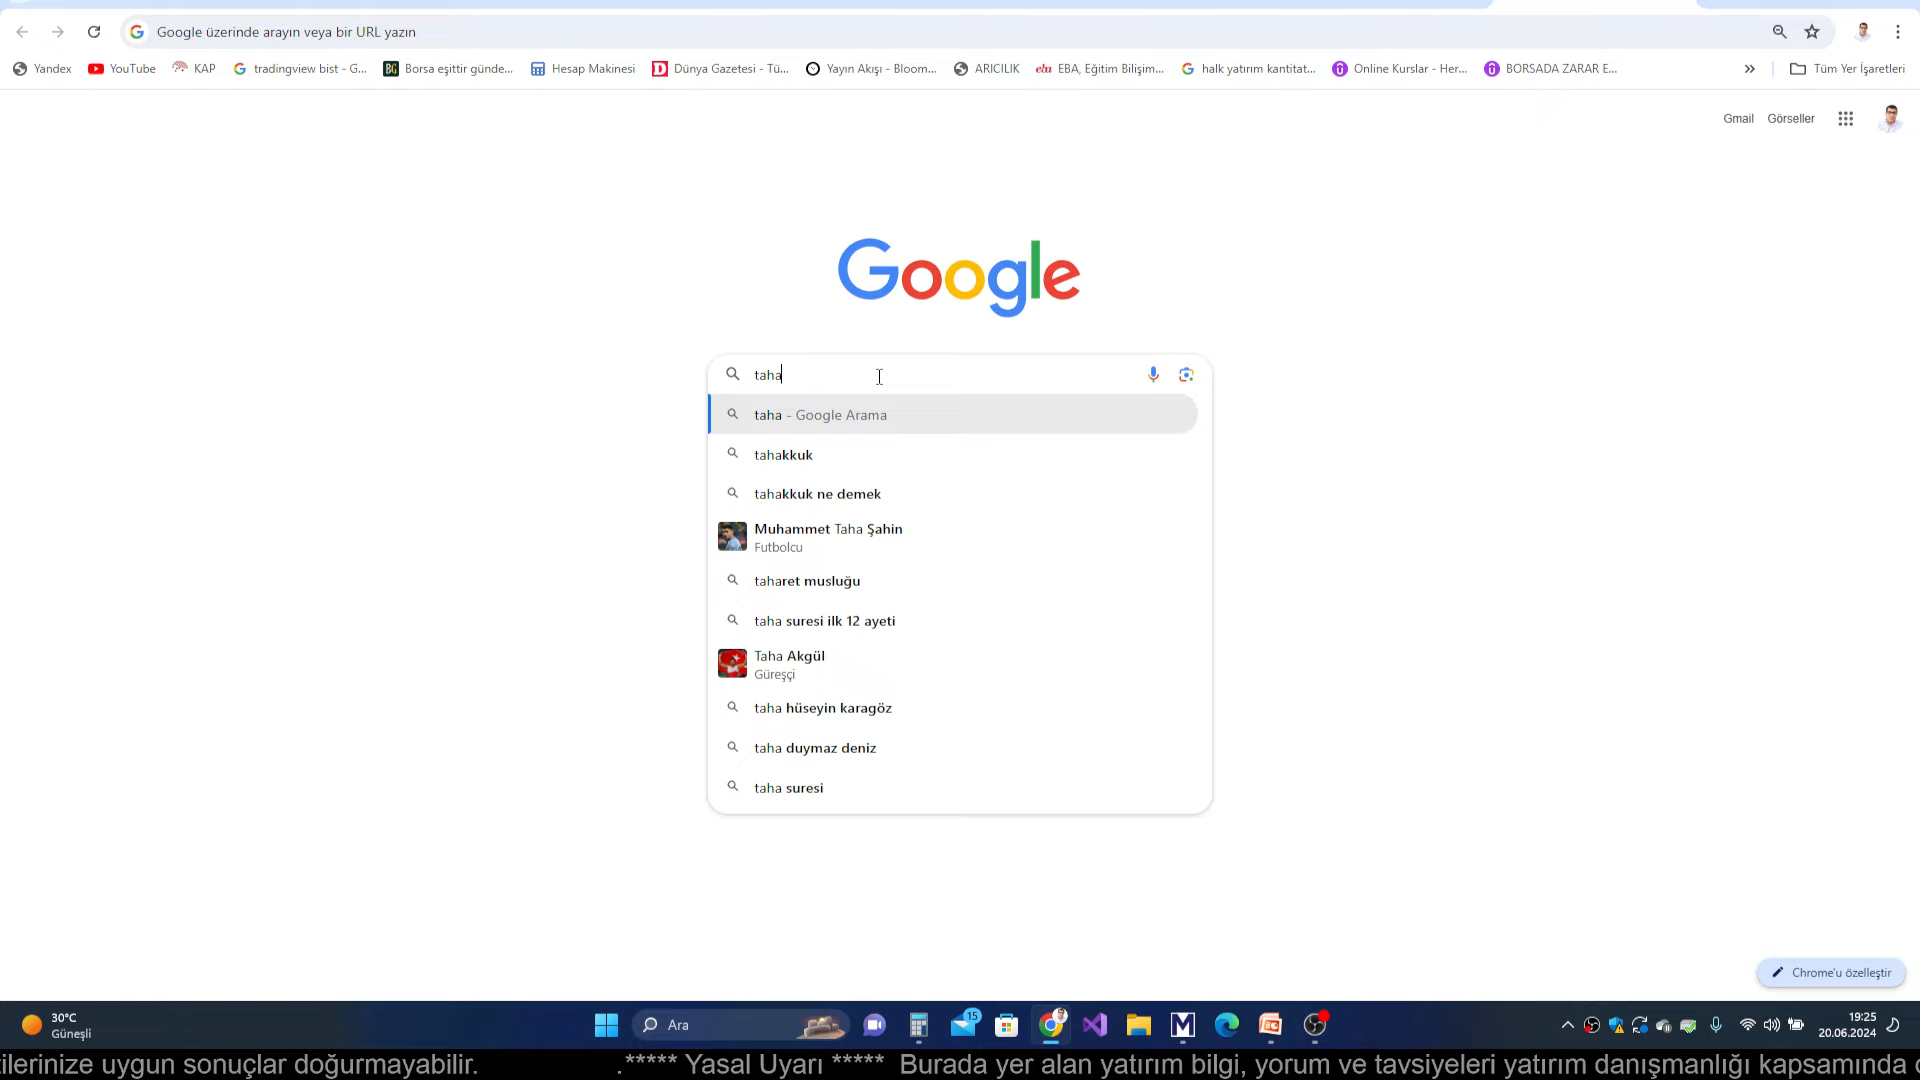 Google üzerinde arayın veya bir URL yazın
Yandex YouTube KAP tradingview bist - G... Borsa eşittir günde... Hesap Makinesi Dünya Gazetesi - Tü... Yayın Akışı - Bloom... ARICILIK eba EBA, Eğitim Bilişim... halk yatırım kantitat... Online Kurslar - Her... BORSADA ZARAR E... » Tüm Yer İşaretleri
Gmail Görseller
Google
taha
taha - Google Arama
tahakkuk
tahakkuk ne demek
Muhammet Taha Şahin
Futbolcu
taharet musluğu
taha suresi ilk 12 ayeti
Taha Akgül
Güreşçi
taha hüseyin karagöz
taha duymaz deniz
taha suresi
Chrome'u özelleştir
30°C
Güneşli
Ara
15
19:25
20.06.2024
tilerinize uygun sonuçlar doğurmayabilir. .***** Yasal Uyarı ***** Burada yer alan yatırım bilgi, yorum ve tavsiyeleri yatırım danışmanlığı kapsamında